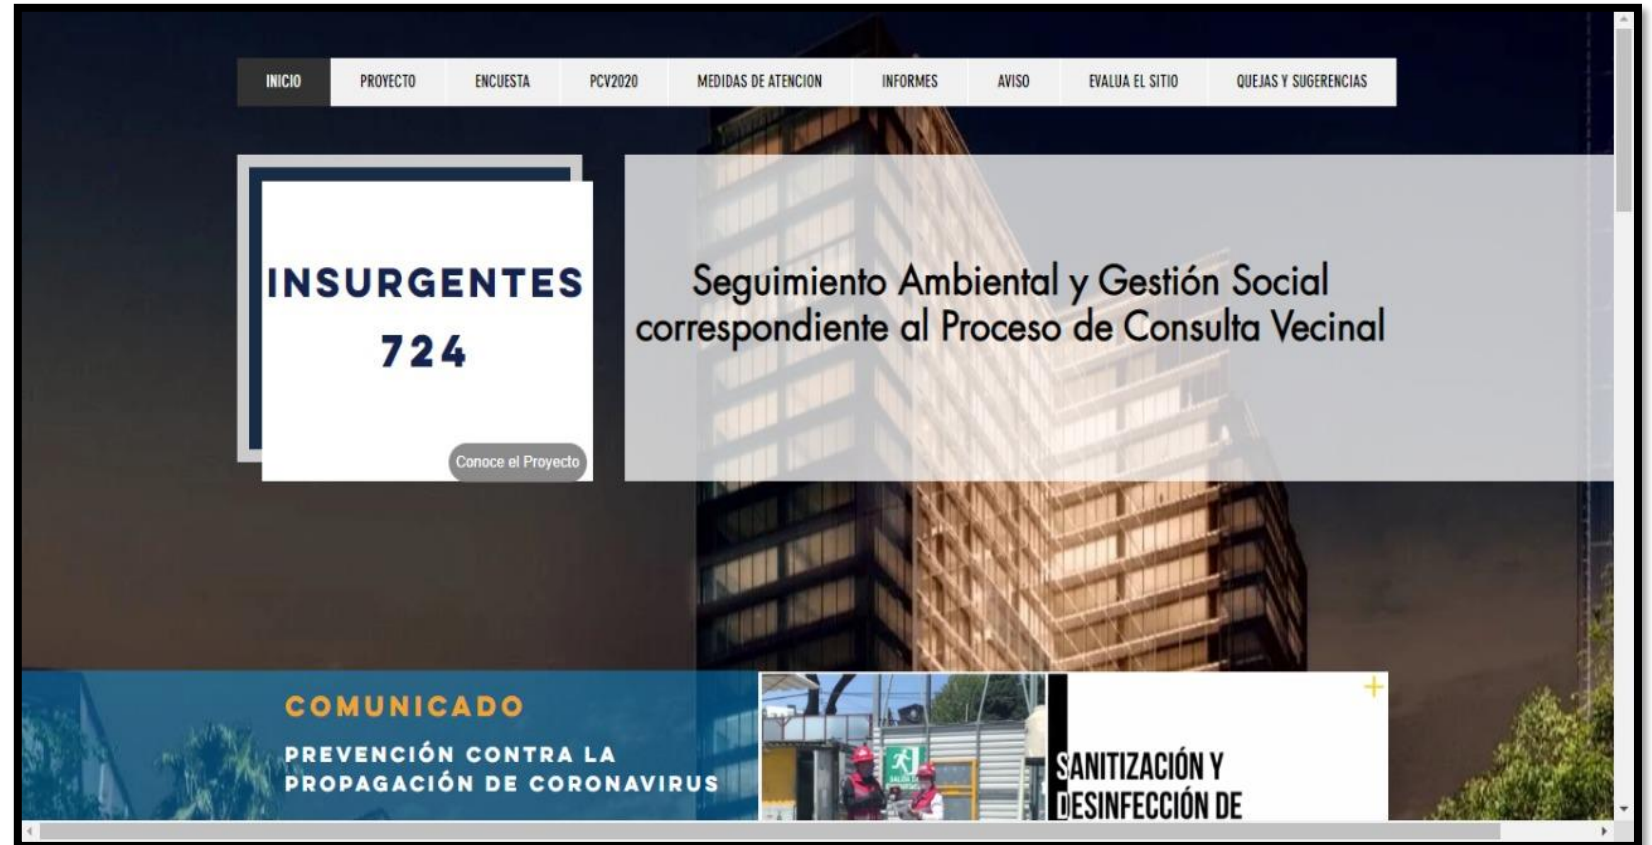 INICIO
PROYECTO
ENCUESTA
PCV2020
MEDIDAS DE ATENCION
INFORMES
AVISO
EVALUA EL SITIO
QUEJAS Y SUGERENCIAS
INSURGENTES
724
Conoce el Proyecto
Seguimiento Ambiental y Gestión Social
correspondiente al Proceso de Consulta Vecinal
COMUNICADO
PREVENCIÓN CONTRA LA
PROPAGACIÓN DE CORONAVIRUS
SANITIZACIÓN Y
DESINFECCIÓN DE